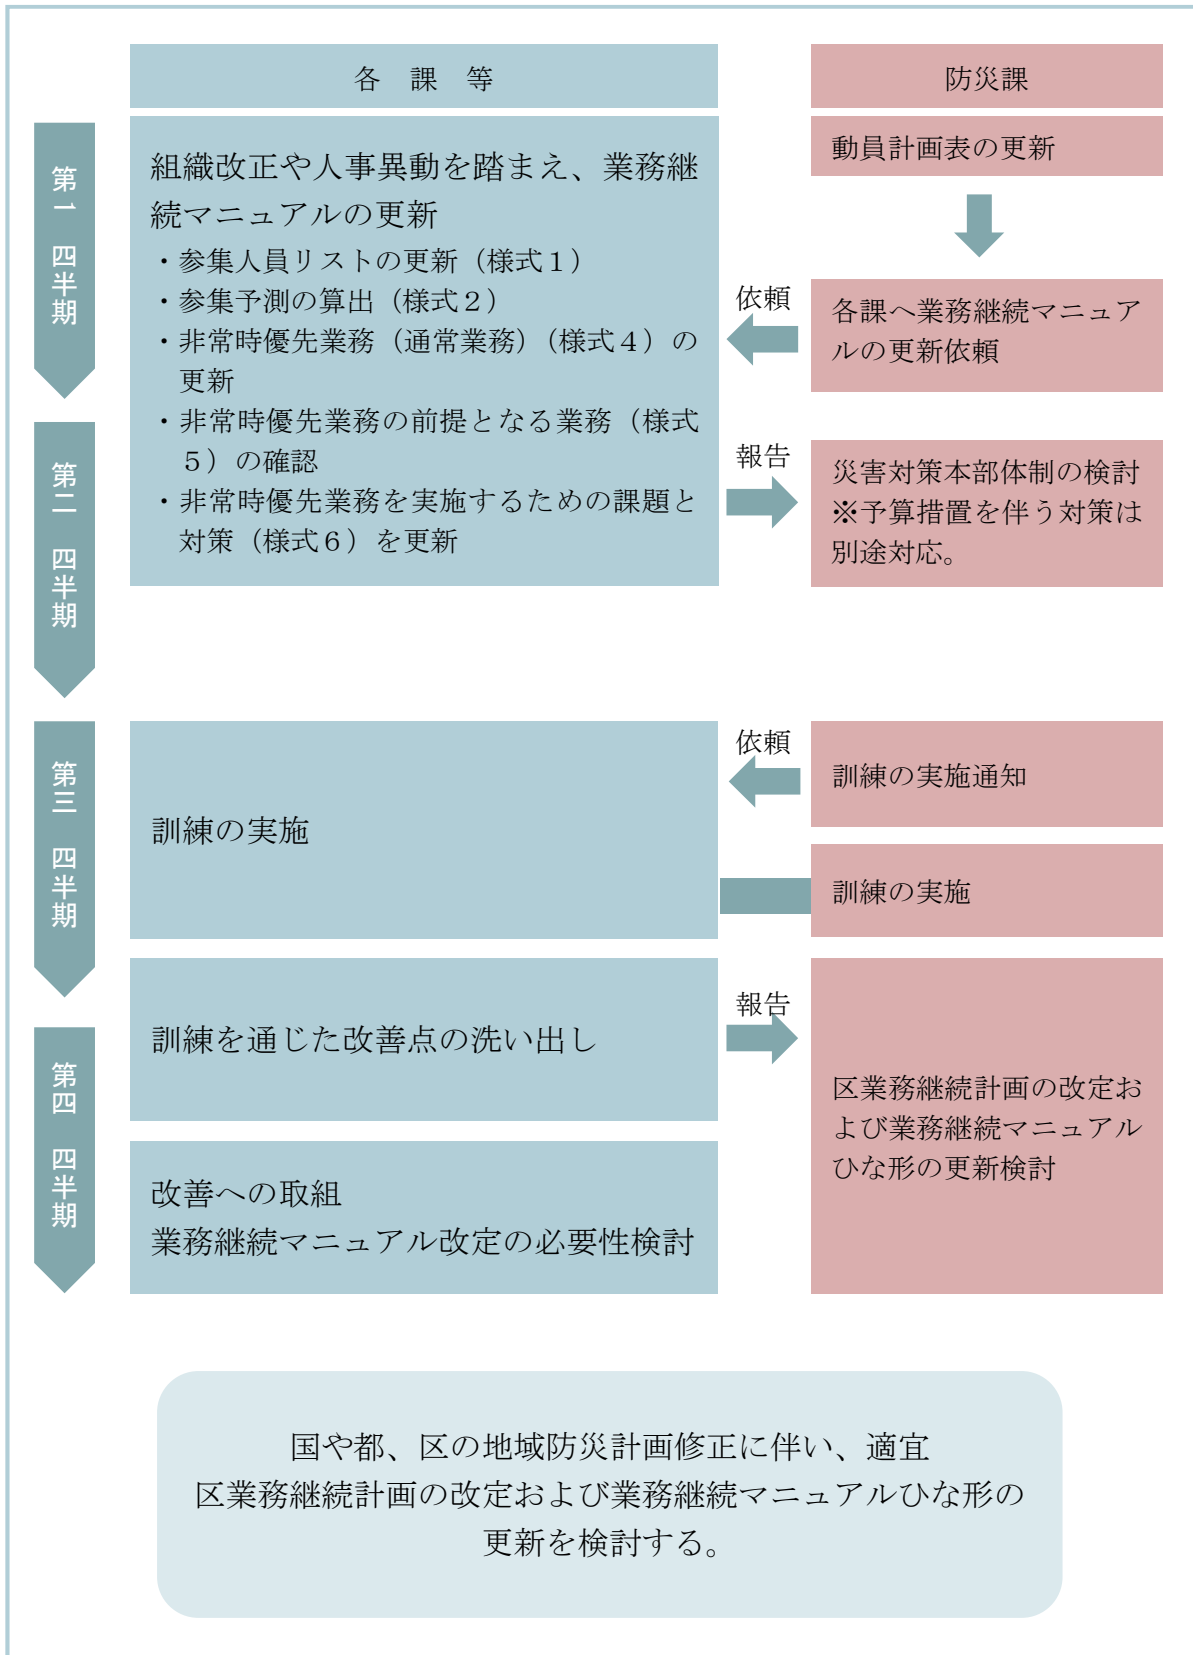 各　課　等
防災課
第一　四半期
組織改正や人事異動を踏まえ、業務継
続マニュアルの更新
・参集人員リストの更新（様式１）
・参集予測の算出（様式２）
・非常時優先業務（通常業務）（様式４）の
更新
・非常時優先業務の前提となる業務（様式
５）の確認
・非常時優先業務を実施するための課題と
対策（様式６）を更新
動員計画表の更新
依頼
各課へ業務継続マニュア
ルの更新依頼
第二　四半期
報告
災害対策本部体制の検討
※予算措置を伴う対策は
別途対応。
第三　四半期
訓練の実施
依頼
訓練の実施通知
訓練の実施
第四　四半期
訓練を通じた改善点の洗い出し
報告
区業務継続計画の改定お
よび業務継続マニュアル
ひな形の更新検討
改善への取組
業務継続マニュアル改定の必要性検討
国や都、区の地域防災計画修正に伴い、適宜
区業務継続計画の改定および業務継続マニュアルひな形の
更新を検討する。